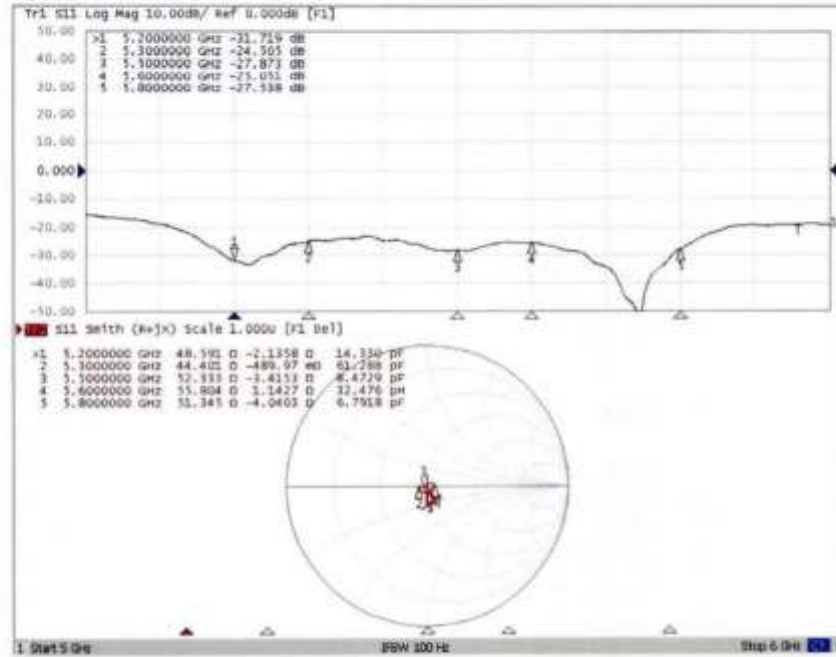 Tr1 S11 Log Mag 10.00dB/ Ref 0.000dB [F1]
50.00
>1 5.2000000 GHz -31.719 dB
2 5.3000000 GHz -24.505 dB
3 5.5000000 GHz -27.873 dB
4 5.6000000 GHz -25.051 dB
5 5.8000000 GHz -27.538 dB
20.00
10.00
0.000
-10.00
-20.00
-30.00
-40.00
-50.00
S11 Smith (R+jX) Scale 1.000U [F1 Del]
>1 5.2000000 GHz 48.591 Ω -2.1358 Ω 14.330 pF
2 5.3000000 GHz 44.401 Ω -489.97 mΩ 61.288 pF
3 5.5000000 GHz 52.333 Ω -3.4153 Ω 8.4729 pF
4 5.6000000 GHz 55.804 Ω 1.1427 Ω 32.476 pH
5 5.8000000 GHz 51.345 Ω -4.0403 Ω 6.7918 pF
1 Start 5 GHz IFBW 100 Hz Stop 6 GHz